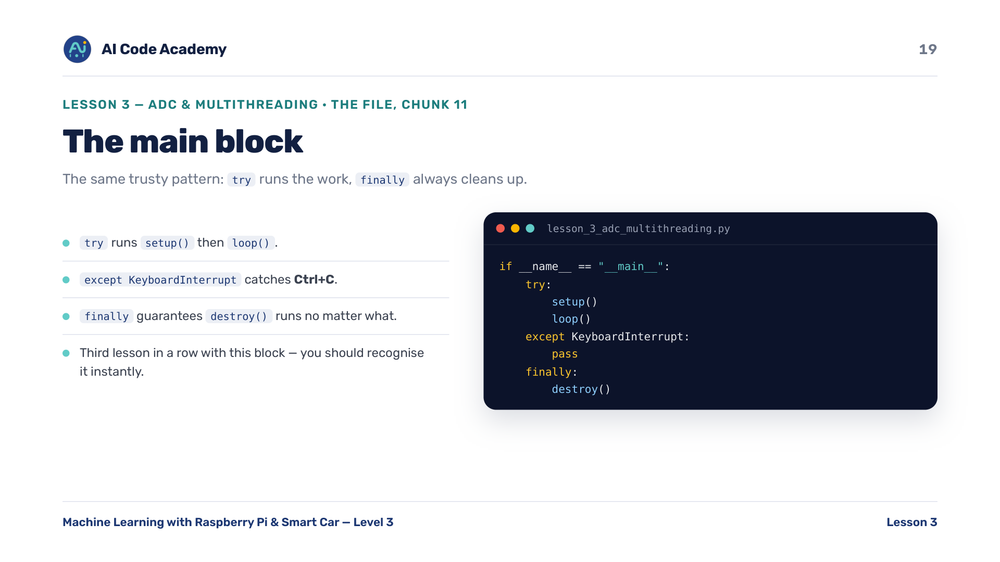 AI Code Academy
19
LESSON 3 — ADC & MULTITHREADING • THE FILE, CHUNK 11
The main block
The same trusty pattern: try runs the work, finally always cleans up.
try runs setup() then loop().
except KeyboardInterrupt catches Ctrl+C.
finally guarantees destroy() runs no matter what.
Third lesson in a row with this block — you should recognise
it instantly.
lesson_3_adc_multithreading.py
if __name__ == "__main__":
    try:
        setup()
        loop()
    except KeyboardInterrupt:
        pass
    finally:
        destroy()
Machine Learning with Raspberry Pi & Smart Car — Level 3
Lesson 3